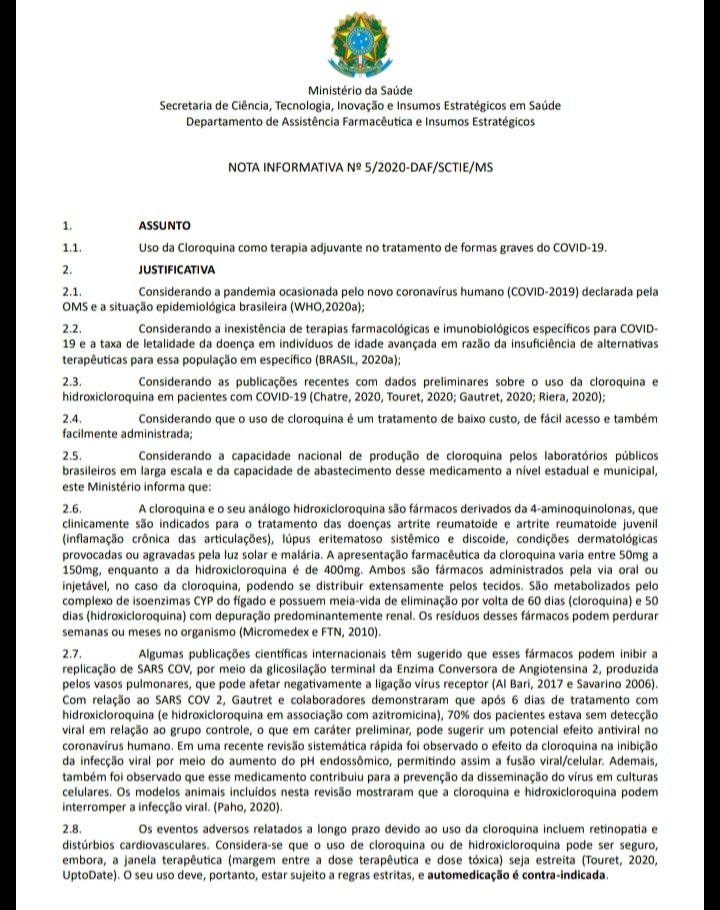 Ministério da Saúde
Secretaria de Ciência, Tecnologia, Inovação e Insumos Estratégicos em Saúde
Departamento de Assistência Farmacêutica e Insumos Estratégicos
NOTA INFORMATIVA Nº 5/2020-DAF/SCTIE/MS
1. ASSUNTO
1.1. Uso da Cloroquina como terapia adjuvante no tratamento de formas graves do COVID-19.
2. JUSTIFICATIVA
2.1. Considerando a pandemia ocasionada pelo novo coronavírus humano (COVID-2019) declarada pela
OMS e a situação epidemiológica brasileira (WHO,2020a);
2.2. Considerando a inexistência de terapias farmacológicas e imunobiológicos específicos para COVID-
19 e a taxa de letalidade da doença em indivíduos de idade avançada em razão da insuficiência de alternativas
terapêuticas para essa população em específico (BRASIL, 2020a);
2.3. Considerando as publicações recentes com dados preliminares sobre o uso da cloroquina e
hidroxicloroquina em pacientes com COVID-19 (Chatre, 2020, Touret, 2020; Gautret, 2020; Riera, 2020);
2.4. Considerando que o uso de cloroquina é um tratamento de baixo custo, de fácil acesso e também
facilmente administrada;
2.5. Considerando a capacidade nacional de produção de cloroquina pelos laboratórios públicos
brasileiros em larga escala e da capacidade de abastecimento desse medicamento a nível estadual e municipal,
este Ministério informa que:
2.6. A cloroquina e o seu análogo hidroxicloroquina são fármacos derivados da 4-aminoquinolonas, que
clinicamente são indicados para o tratamento das doenças artrite reumatoide e artrite reumatoide juvenil
(inflamação crônica das articulações), lúpus eritematoso sistêmico e discoide, condições dermatológicas
provocadas ou agravadas pela luz solar e malária. A apresentação farmacêutica da cloroquina varia entre 50mg a
150mg, enquanto a da hidroxicloroquina é de 400mg. Ambos são fármacos administrados pela via oral ou
injetável, no caso da cloroquina, podendo se distribuir extensamente pelos tecidos. São metabolizados pelo
complexo de isoenzimas CYP do fígado e possuem meia-vida de eliminação por volta de 60 dias (cloroquina) e 50
dias (hidroxicloroquina) com depuração predominantemente renal. Os resíduos desses fármacos podem perdurar
semanas ou meses no organismo (Micromedex e FTN, 2010).
2.7. Algumas publicações científicas internacionais têm sugerido que esses fármacos podem inibir a
replicação de SARS COV, por meio da glicosilação terminal da Enzima Conversora de Angiotensina 2, produzida
pelos vasos pulmonares, que pode afetar negativamente a ligação vírus receptor (Al Bari, 2017 e Savarino 2006).
Com relação ao SARS COV 2, Gautret e colaboradores demonstraram que após 6 dias de tratamento com
hidroxicloroquina (e hidroxicloroquina em associação com azitromicina), 70% dos pacientes estava sem detecção
viral em relação ao grupo controle, o que em caráter preliminar, pode sugerir um potencial efeito antiviral no
coronavírus humano. Em uma recente revisão sistemática rápida foi observado o efeito da cloroquina na inibição
da infecção viral por meio do aumento do pH endossômico, permitindo assim a fusão viral/celular. Ademais,
também foi observado que esse medicamento contribuiu para a prevenção da disseminação do vírus em culturas
celulares. Os modelos animais incluídos nesta revisão mostraram que a cloroquina e hidroxicloroquina podem
interromper a infecção viral. (Paho, 2020).
2.8. Os eventos adversos relatados a longo prazo devido ao uso da cloroquina incluem retinopatia e
distúrbios cardiovasculares. Considera-se que o uso de cloroquina ou de hidroxicloroquina pode ser seguro,
embora, a janela terapêutica (margem entre a dose terapêutica e dose tóxica) seja estreita (Touret, 2020,
UptoDate). O seu uso deve, portanto, estar sujeito a regras estritas, e automedicação é contra-indicada.